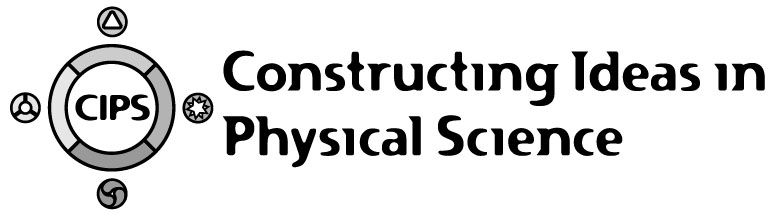 CIPS
Constructing Ideas in
Physical Science